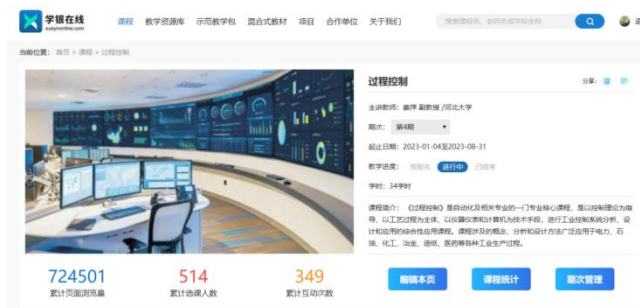 学银在线
xueyinonline.com
课程 教学资源库 示范教学包 混合式教材 项目 合作单位 关于我们
搜索课程名、老师名或学校全称
当前位置： 首页 > 课程 > 过程控制
过程控制
分享：
主讲教师： 教授 /河北大学
期次： 第4期
起止日期： 2023-01-04至2023-08-31
教学进度： 预报名 进行中 已结束
学时： 34学时
课程简介： 《过程控制》是自动化及相关专业的一门专业核心课程，是以控制理论为指
导、以工艺过程为主体、以仪器仪表和计算机为技术手段，进行工业控制系统分析、设
计和应用的综合性应用课程。课程涉及的概念、分析和设计方法广泛应用于电力、石
油、化工、冶金、造纸、医药等各种工业生产过程。
724501
累计页面浏览量
514
累计选课人数
349
累计互动次数
编辑本页
课程统计
期次管理